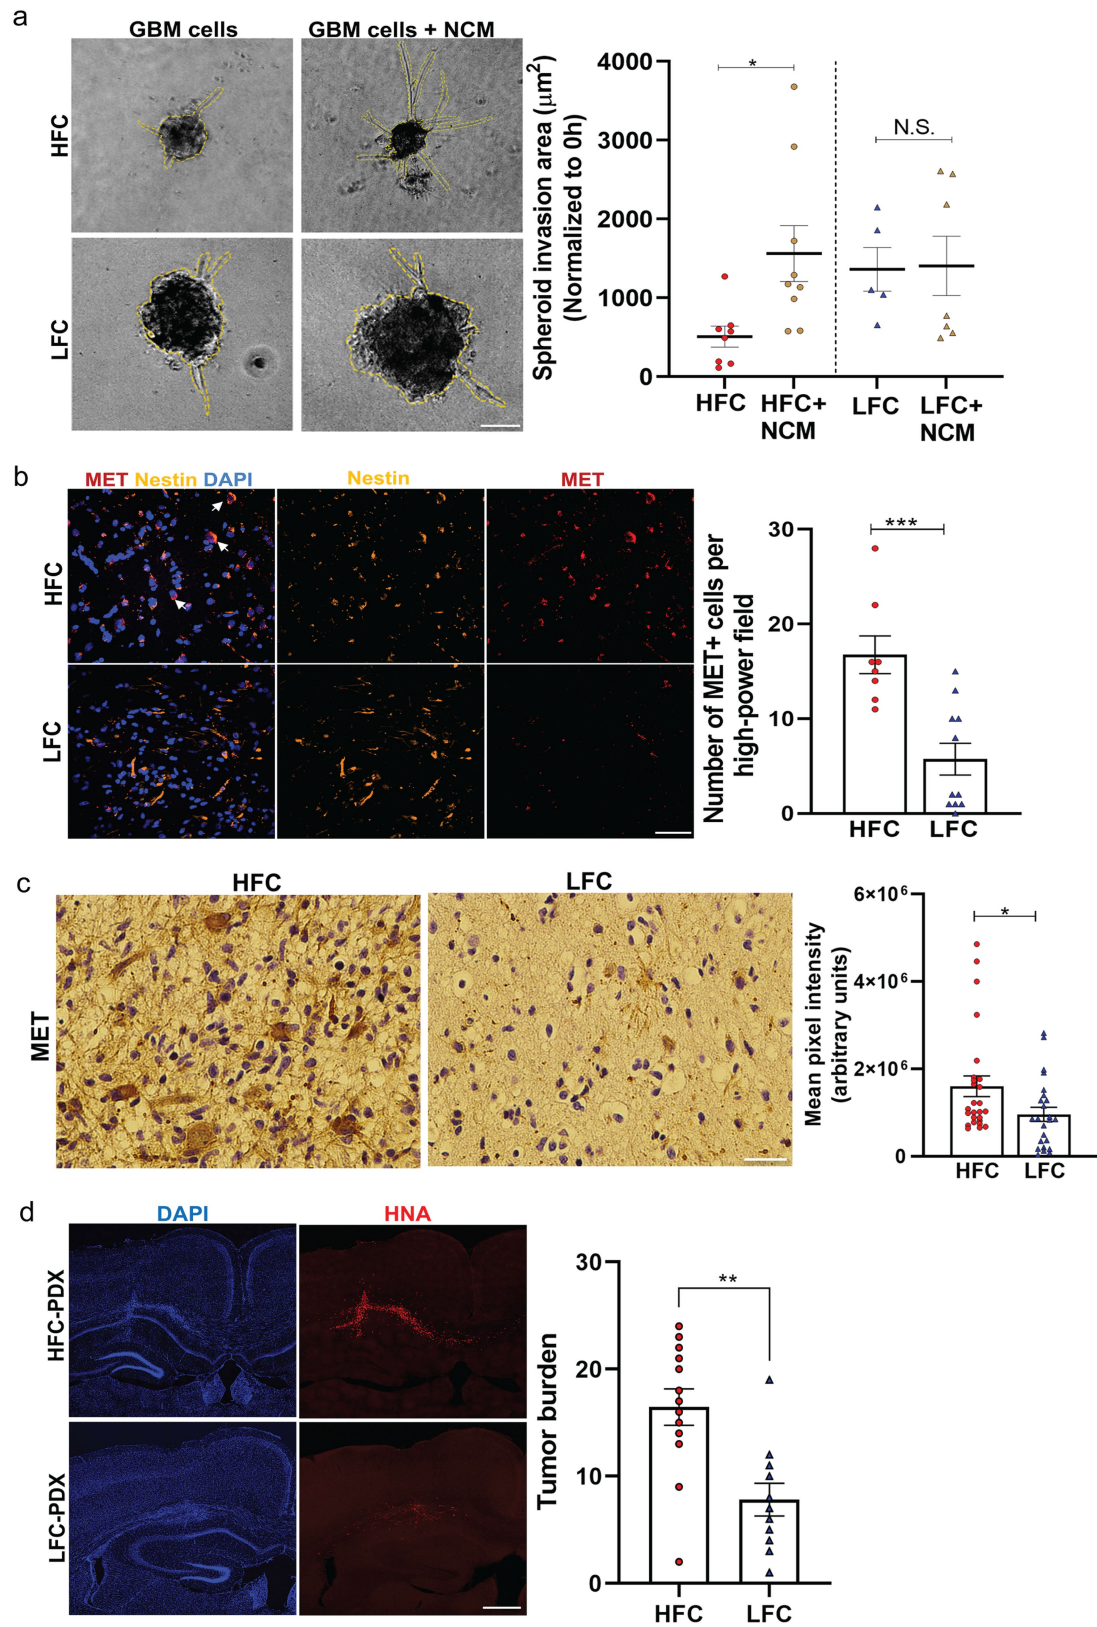 a
GBM cells
GBM cells + NCM
HFC
LFC
Spheroid invasion area (μm²)
(Normalized to 0h)
4000
3000
2000
1000
0
*
N.S.
HFC
HFC+
NCM
LFC
LFC+
NCM
b
MET Nestin DAPI
Nestin
MET
HFC
LFC
Number of MET+ cells per
high-power field
30
20
10
0
***
HFC
LFC
c
HFC
LFC
MET
Mean pixel intensity
(arbitrary units)
6×10⁶
4×10⁶
2×10⁶
0
*
HFC
LFC
d
DAPI
HNA
HFC-PDX
LFC-PDX
Tumor burden
30
20
10
0
**
HFC
LFC